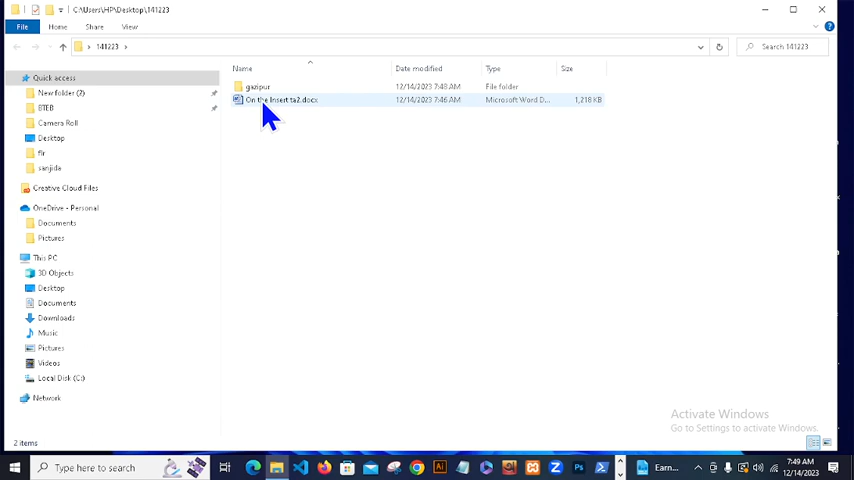 C:\Users\HP\Desktop\141223
File Home Share View
141223
Search 141223
Name Date modified Type Size
gazipur 12/14/2023 7:48 AM File folder
On the Insert ta2.docx 12/14/2023 7:46 AM Microsoft Word D... 1,218 KB
Quick access
New folder (2)
BTEB
Camera Roll
Desktop
flr
sanjida
Creative Cloud Files
OneDrive - Personal
Documents
Pictures
This PC
3D Objects
Desktop
Documents
Downloads
Music
Pictures
Videos
Local Disk (C:)
Network
Activate Windows
Go to Settings to activate Windows.
2 items
Type here to search
Earn...
7:49 AM
12/14/2023